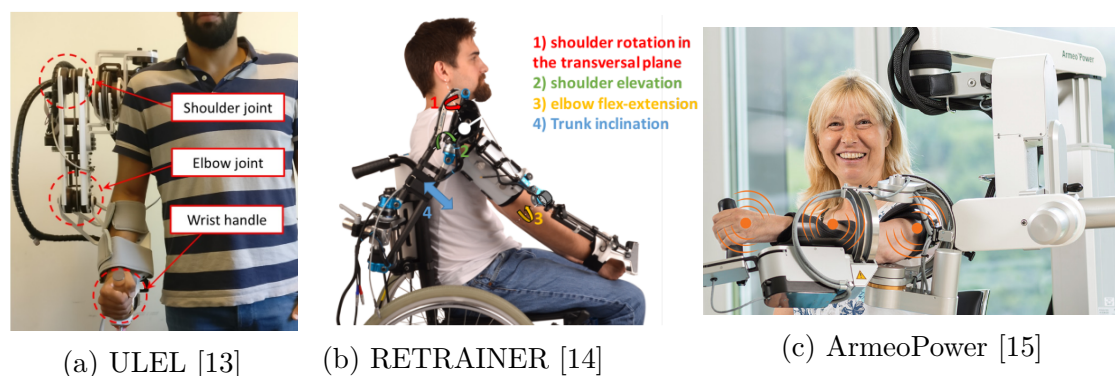 Shoulder joint
Elbow joint
Wrist handle
(a) ULEL [13]
1) shoulder rotation in
the transversal plane
2) shoulder elevation
3) elbow flex-extension
4) Trunk inclination
1
2
2
3
4
(b) RETRAINER [14]
Armeo Power
(c) ArmeoPower [15]